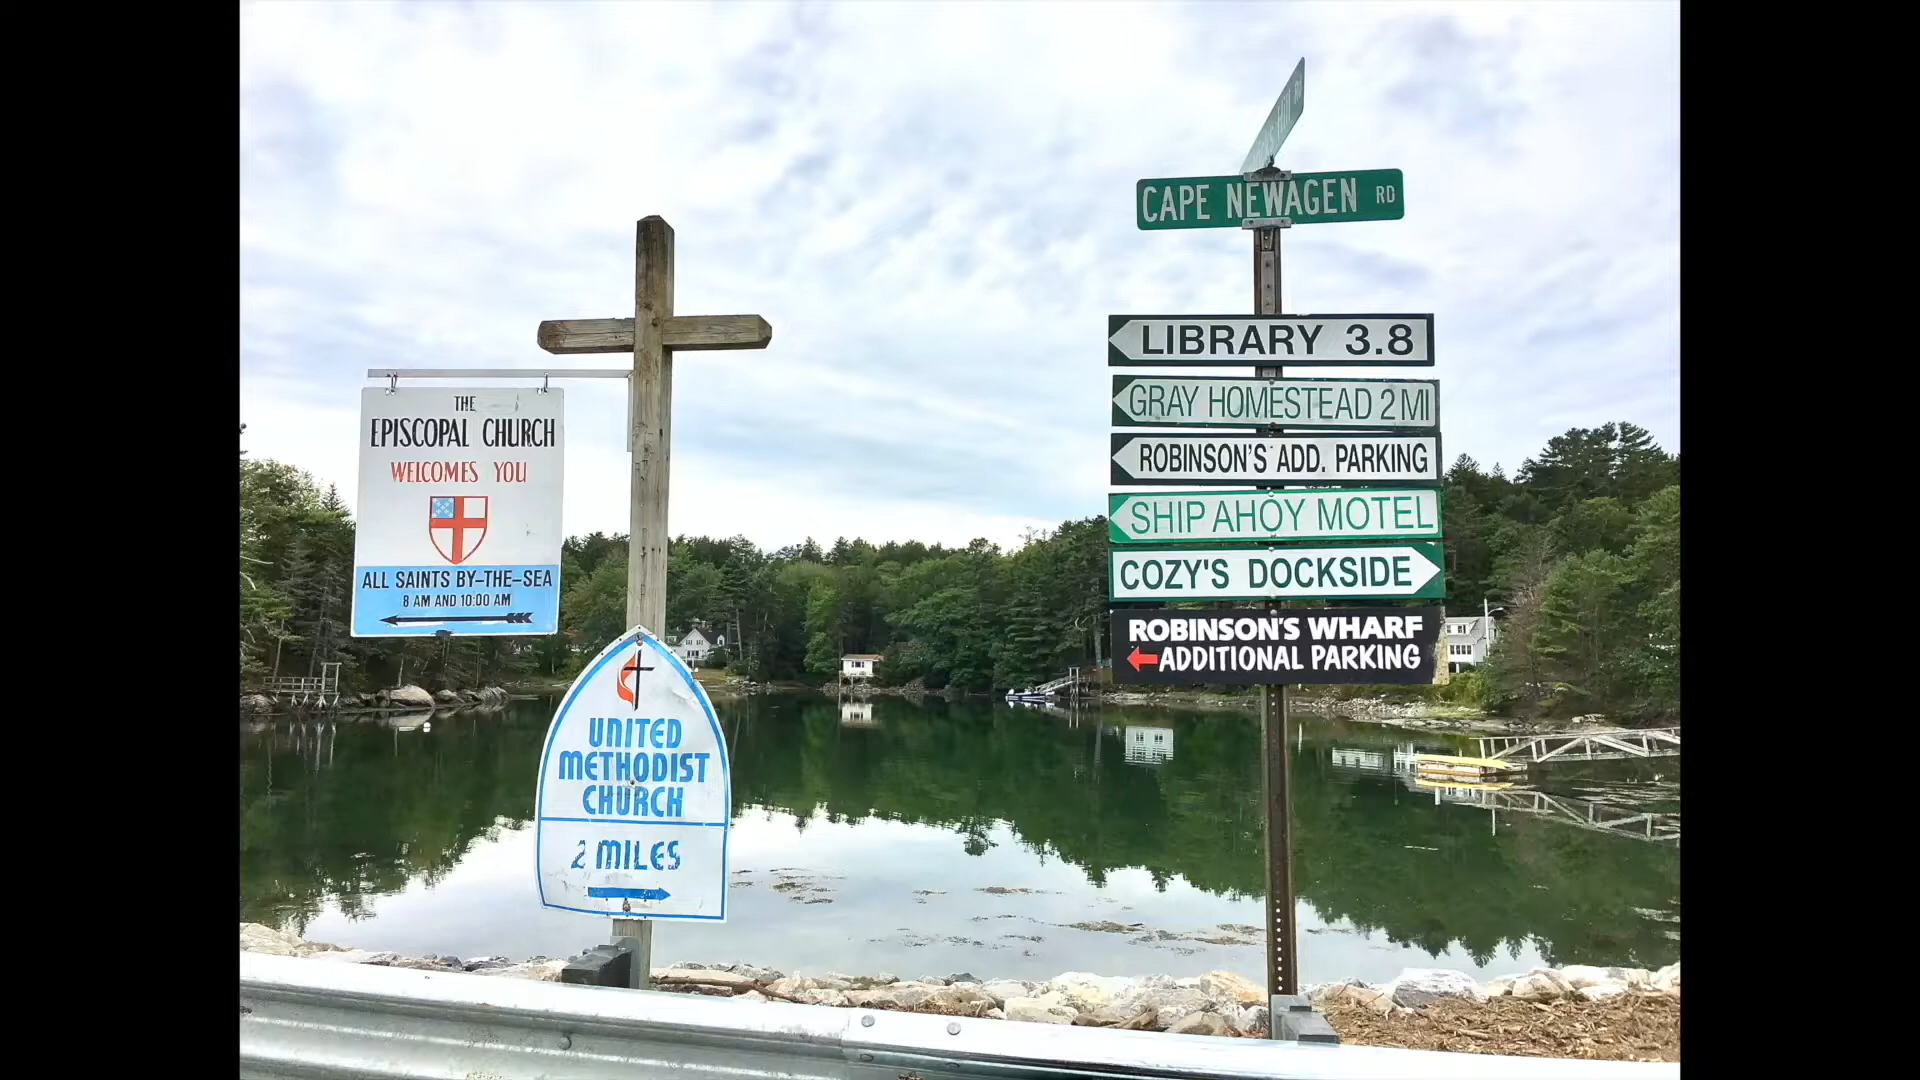 THE
EPISCOPAL CHURCH
WELCOMES YOU
ALL SAINTS BY-THE-SEA
8 AM AND 10:00 AM
UNITED
METHODIST
CHURCH
2 MILES
RD
CAPE NEWAGEN RD
LIBRARY 3.8
GRAY HOMESTEAD 2 MI
ROBINSON'S ADD. PARKING
SHIP AHOY MOTEL
COZY'S DOCKSIDE
ROBINSON'S WHARF
ADDITIONAL PARKING